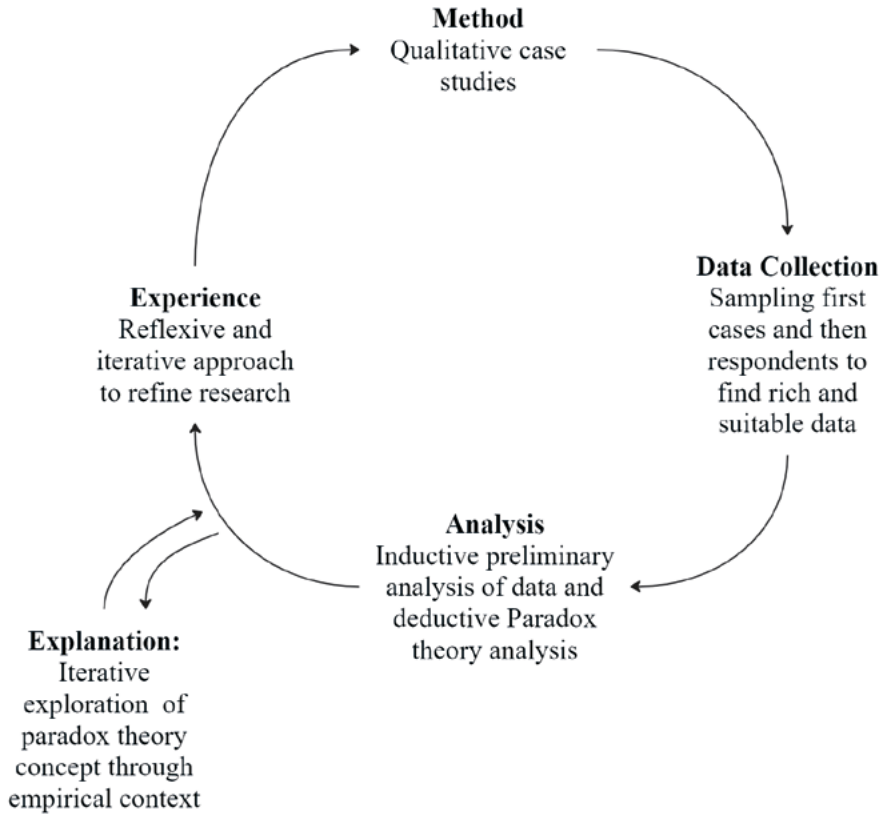 Method
Qualitative case
studies
Data Collection
Sampling first
cases and then
respondents to
find rich and
suitable data
Experience
Reflexive and
iterative approach
to refine research
Analysis
Inductive preliminary
analysis of data and
deductive Paradox
theory analysis
Explanation:
Iterative
exploration of
paradox theory
concept through
empirical context